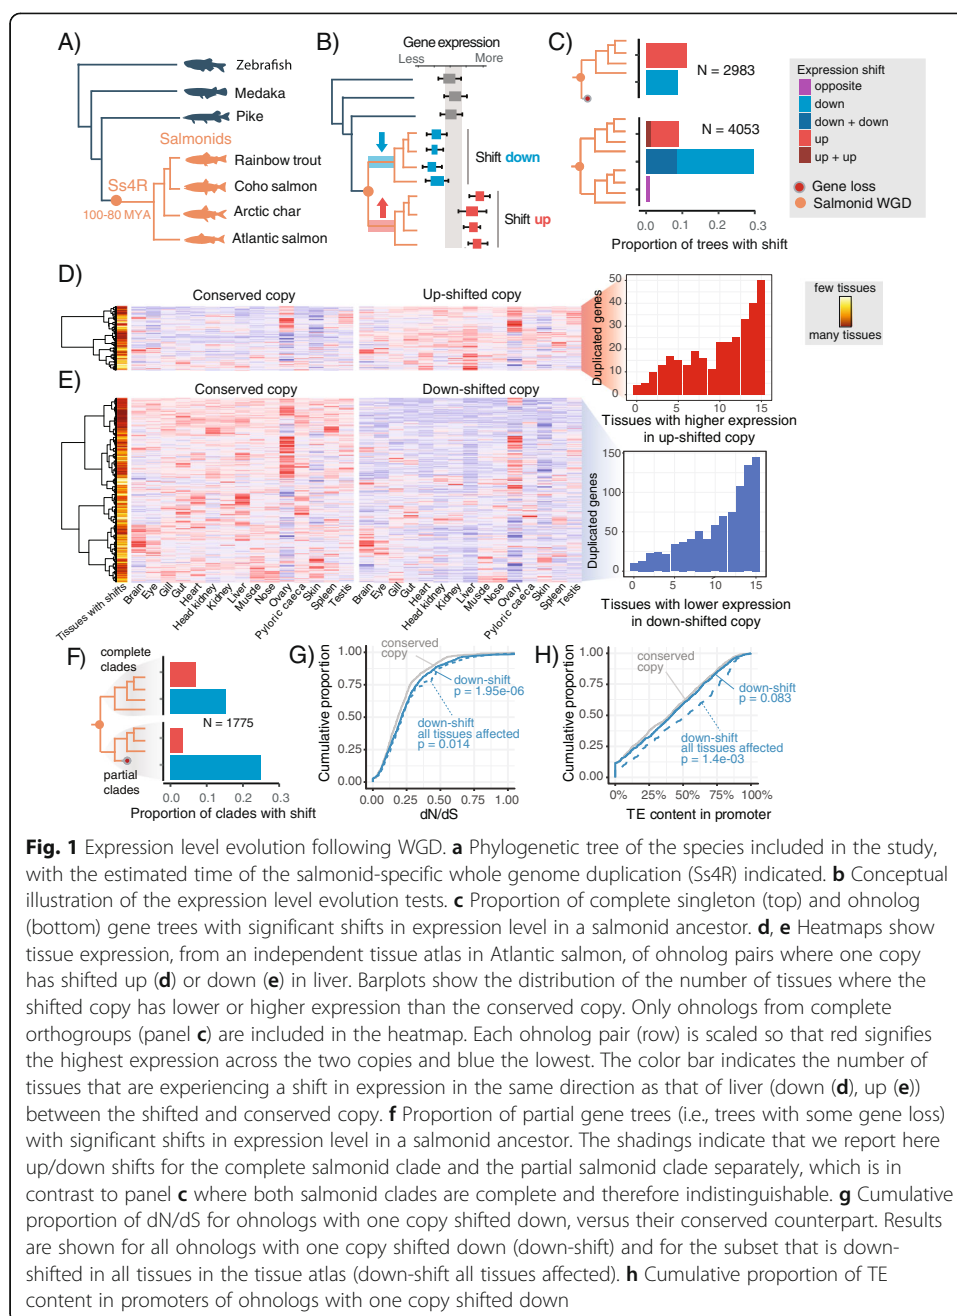 A)
Zebrafish
Medaka
Pike
Salmonids
Rainbow trout
Ss4R
Coho salmon
100-80 MYA
Arctic char
Atlantic salmon
B)
Gene expression
Less
More
Shift down
Shift up
C)
N = 2983
N = 4053
0.0 0.1 0.2 0.3
Proportion of trees with shift
Expression shift
opposite
down
down + down
up
up + up
Gene loss
Salmonid WGD
D)
Conserved copy
Up-shifted copy
Duplicated genes
50
40
30
20
10
0
0 5 10 15
Tissues with higher expression
in up-shifted copy
few tissues
many tissues
E)
Conserved copy
Down-shifted copy
Tissues with shifts
Brain
Eye
Gill
Gut
Heart
Head kidney
Kidney
Liver
Muscle
Nose
Ovary
Pyloric caeca
Skin
Spleen
Testis
Brain
Eye
Gill
Gut
Heart
Head kidney
Kidney
Liver
Muscle
Nose
Ovary
Pyloric caeca
Skin
Spleen
Testis
Duplicated genes
150
100
50
0
0 5 10 15
Tissues with lower expression
in down-shifted copy
F)
complete
clades
N = 1775
partial
clades
0.0 0.1 0.2 0.3
Proportion of clades with shift
G)
Cumulative proportion
1.00
0.75
0.50
0.25
0.00
conserved
copy
down-shift
p = 1.95e-06
down-shift
all tissues affected
p = 0.014
0.00 0.25 0.50 0.75 1.00
dN/dS
H)
Cumulative proportion
1.00
0.75
0.50
0.25
0.00
conserved
copy
down-shift
p = 0.083
down-shift
all tissues affected
p = 1.4e-03
0% 25% 50% 75% 100%
TE content in promoter
Fig. 1 Expression level evolution following WGD. a Phylogenetic tree of the species included in the study,
with the estimated time of the salmonid-specific whole genome duplication (Ss4R) indicated. b Conceptual
illustration of the expression level evolution tests. c Proportion of complete singleton (top) and ohnolog
(bottom) gene trees with significant shifts in expression level in a salmonid ancestor. d, e Heatmaps show
tissue expression, from an independent tissue atlas in Atlantic salmon, of ohnolog pairs where one copy
has shifted up (d) or down (e) in liver. Barplots show the distribution of the number of tissues where the
shifted copy has lower or higher expression than the conserved copy. Only ohnologs from complete
orthogroups (panel c) are included in the heatmap. Each ohnolog pair (row) is scaled so that red signifies
the highest expression across the two copies and blue the lowest. The color bar indicates the number of
tissues that are experiencing a shift in expression in the same direction as that of liver (down (d), up (e))
between the shifted and conserved copy. f Proportion of partial gene trees (i.e., trees with some gene loss)
with significant shifts in expression level in a salmonid ancestor. The shadings indicate that we report here
up/down shifts for the complete salmonid clade and the partial salmonid clade separately, which is in
contrast to panel c where both salmonid clades are complete and therefore indistinguishable. g Cumulative
proportion of dN/dS for ohnologs with one copy shifted down, versus their conserved counterpart. Results
are shown for all ohnologs with one copy shifted down (down-shift) and for the subset that is down-
shifted in all tissues in the tissue atlas (down-shift all tissues affected). h Cumulative proportion of TE
content in promoters of ohnologs with one copy shifted down